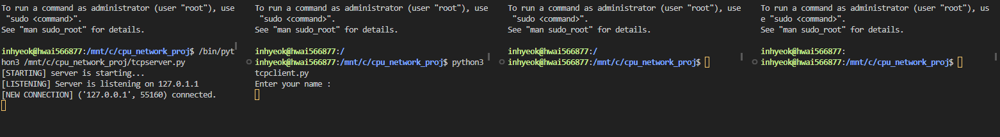 To run a command as administrator (user "root"), use
"sudo <command>".
See "man sudo_root" for details.
inhyeok@hwai566877:/mnt/c/cpu_network_proj$ /bin/pyt
hon3 /mnt/c/cpu_network_proj/tcpserver.py
[STARTING] server is starting...
[LISTENING] Server is listening on 127.0.1.1
[NEW CONNECTION] ('127.0.0.1', 55160) connected.
To run a command as administrator (user "root"), use
"sudo <command>".
See "man sudo_root" for details.
inhyeok@hwai566877:/
inhyeok@hwai566877:/mnt/c/cpu_network_proj$ python3
tcpclient.py
Enter your name :
To run a command as administrator (user "root"), use
"sudo <command>".
See "man sudo_root" for details.
inhyeok@hwai566877:/
inhyeok@hwai566877:/mnt/c/cpu_network_proj$
To run a command as administrator (user "root"), us
e "sudo <command>".
See "man sudo_root" for details.
inhyeok@hwai566877:
inhyeok@hwai566877:/mnt/c/cpu_network_proj$